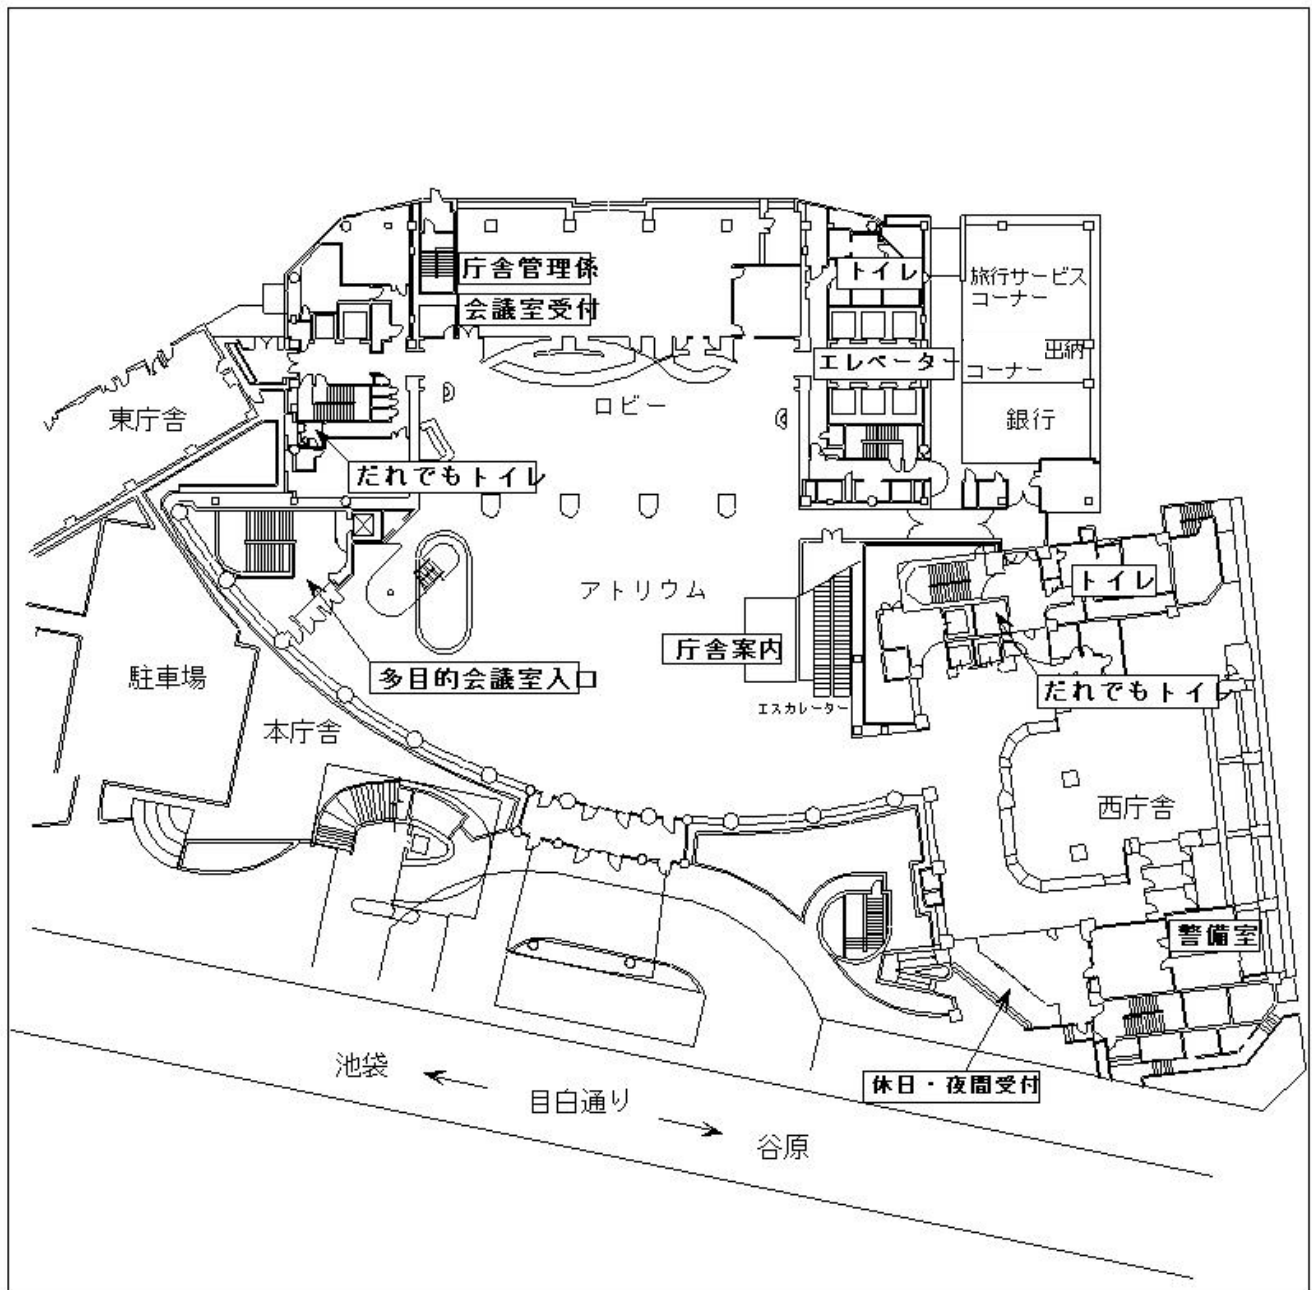 庁舎管理係
会議室受付
トイレ
旅行サービス
コーナー
エレベーター
出納
コーナー
銀行
東庁舎
ロビー
だれでもトイレ
アトリウム
トイレ
庁舎案内
駐車場
多目的会議室入口
エスカレーター
だれでもトイレ
本庁舎
西庁舎
警備室
池袋
目白通り
谷原
休日・夜間受付